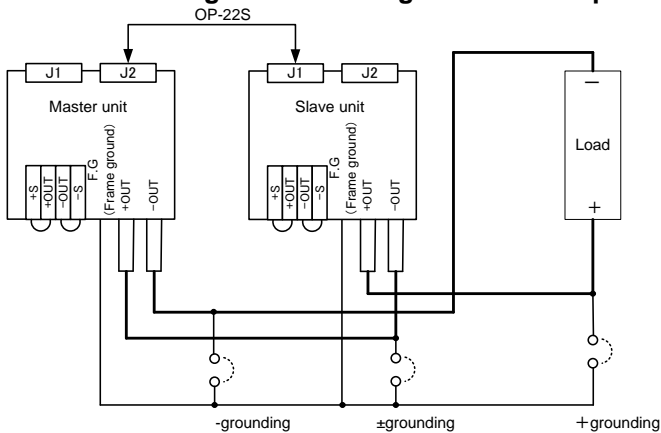 OP-22S
J1
J2
J1
J2
Master unit
Slave unit
Load
−
+
+S
+OUT
−OUT
−S
F.G
(Frame ground)
+OUT
−OUT
+S
+OUT
−OUT
−S
F.G
(Frame ground)
+OUT
−OUT
-grounding
±grounding
+grounding